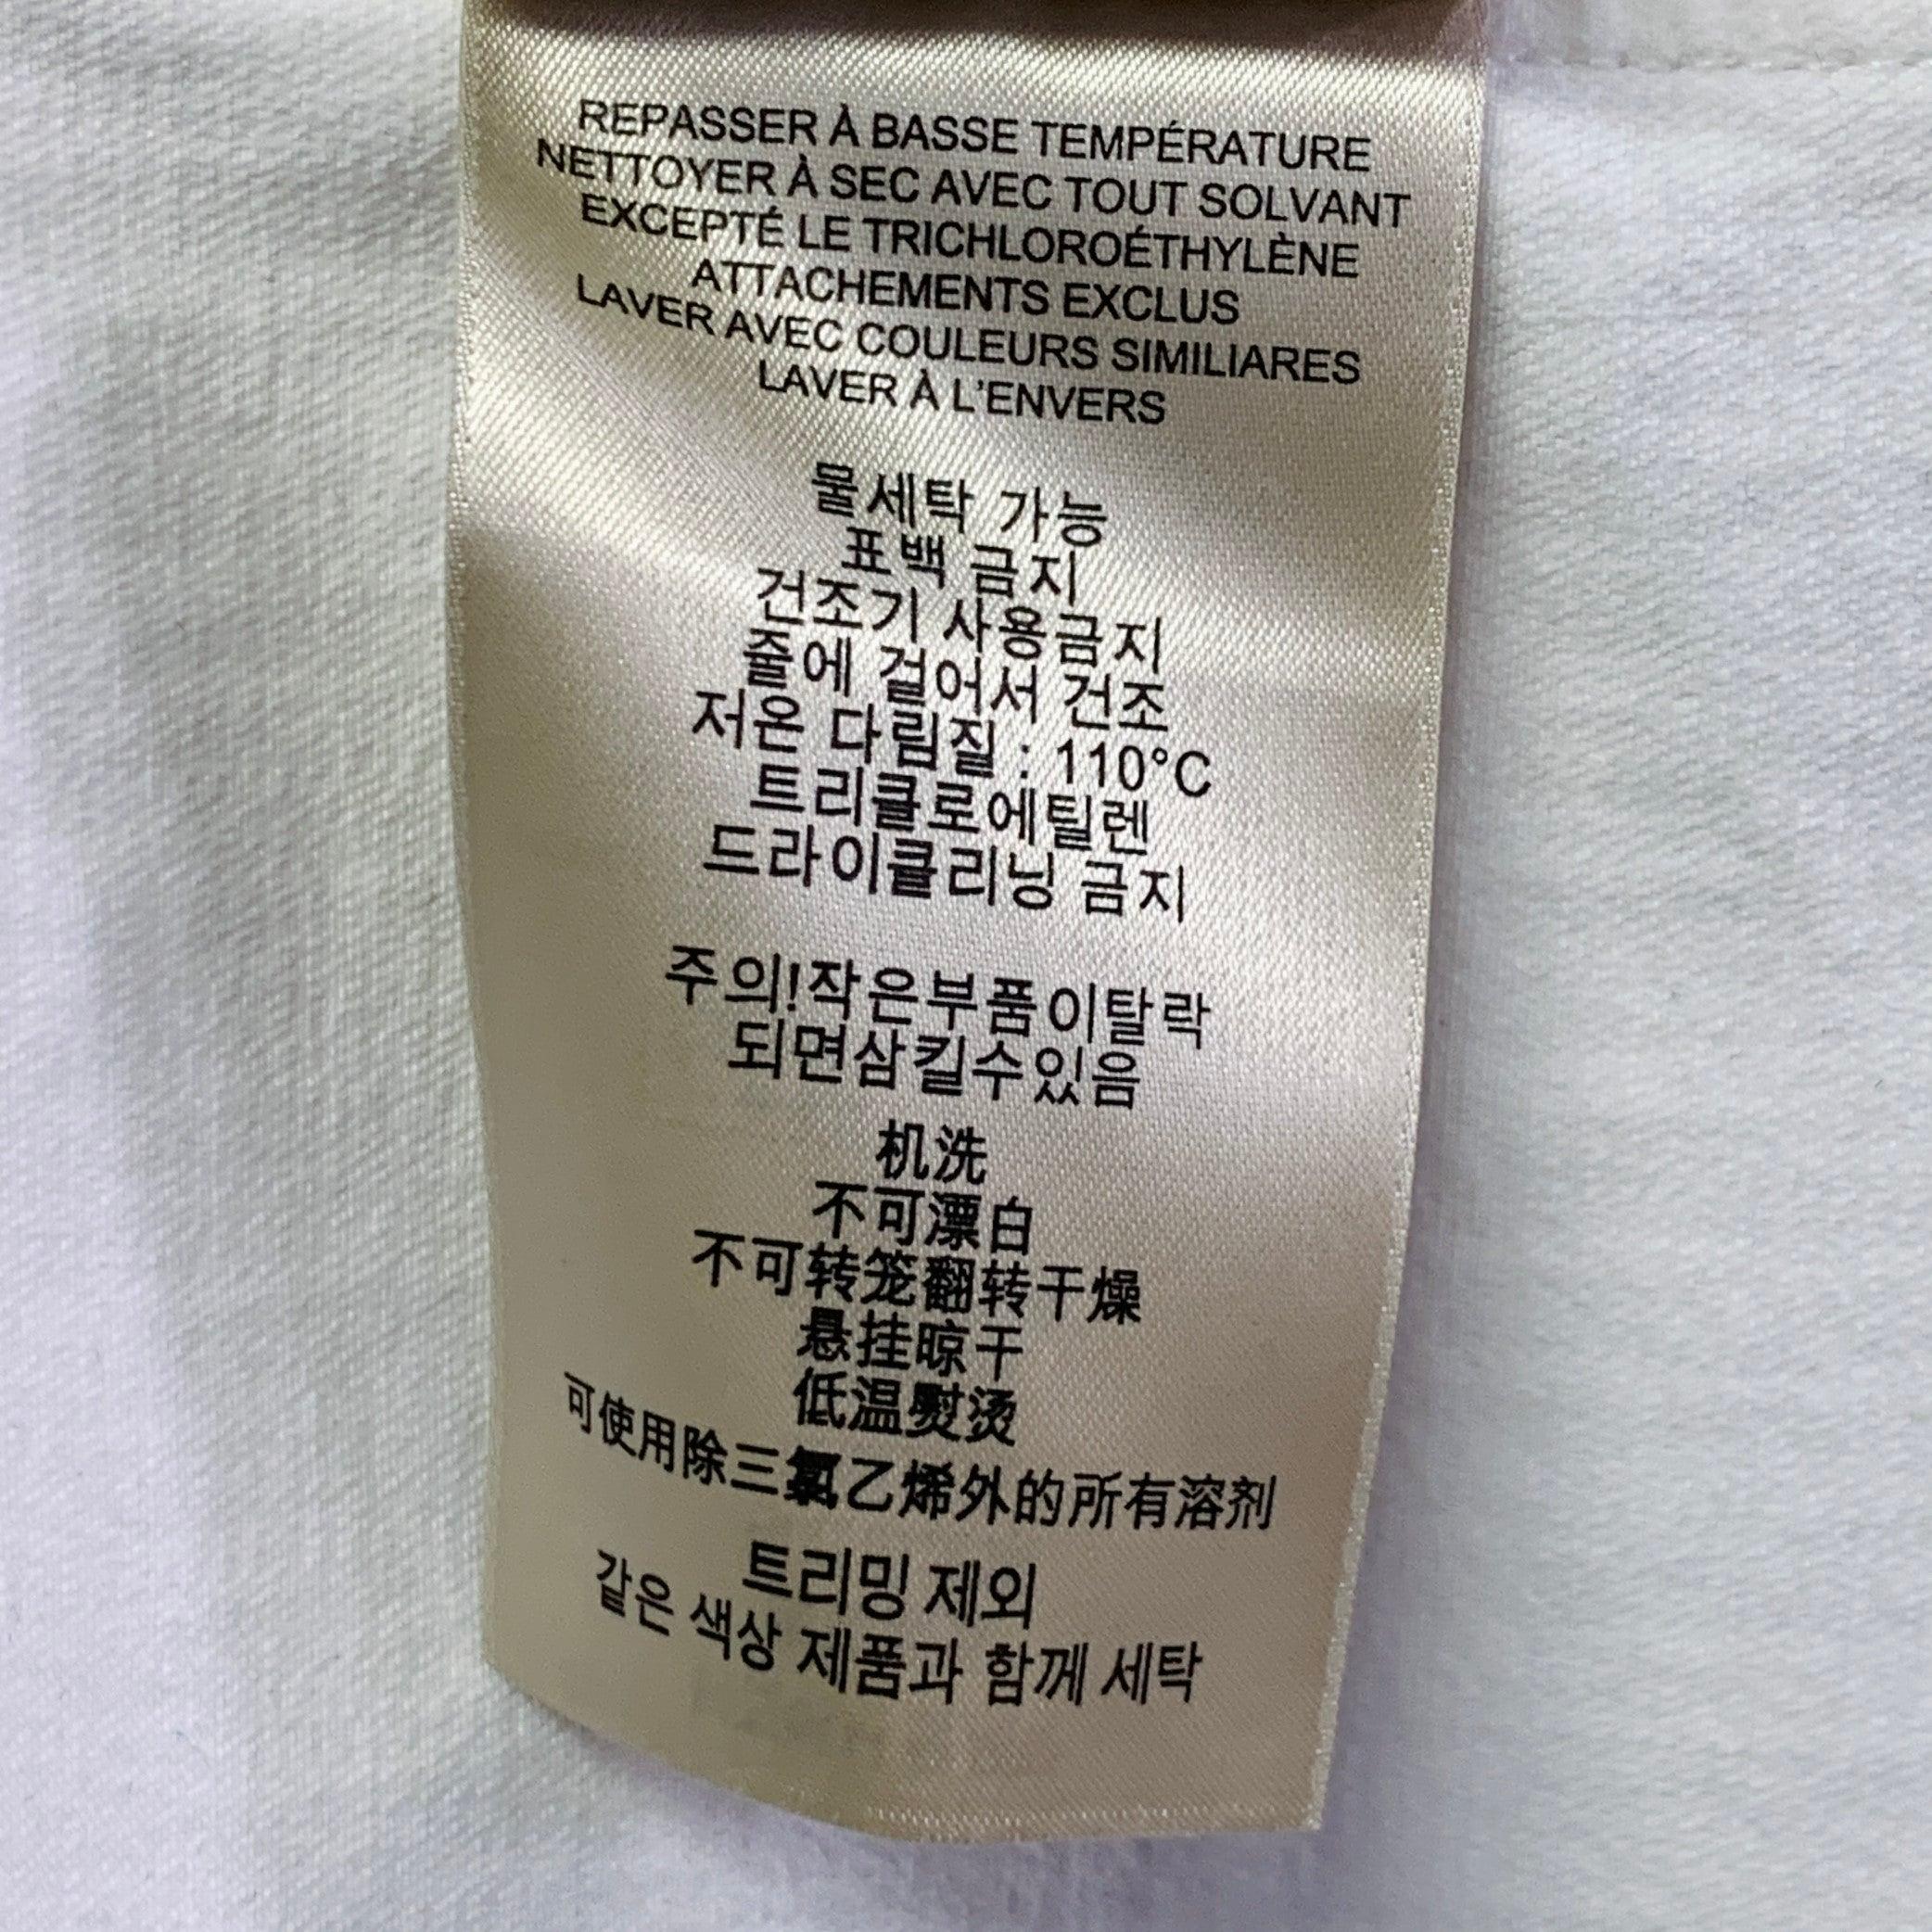 REPASSER À BASSE TEMPÉRATURE
NETTOYER À SEC AVEC TOUT SOLVANT
EXCEPTÉ LE TRICHLOROÉTHYLÈNE
ATTACHEMENTS EXCLUS
LAVER AVEC COULEURS SIMILIARES
LAVER À L'ENVERS
물세탁 가능
표백 금지
건조기 사용금지
줄에 걸어서 건조
저온 다림질 : 110°C
트리클로에틸렌
드라이클리닝 금지
주의!작은부품이탈락
되면삼킬수있음
机洗
不可漂白
不可转笼翻转干燥
悬挂晾干
低温熨烫
可使用除三氯乙烯外的所有溶剂
트리밍 제외
같은 색상 제품과 함께 세탁